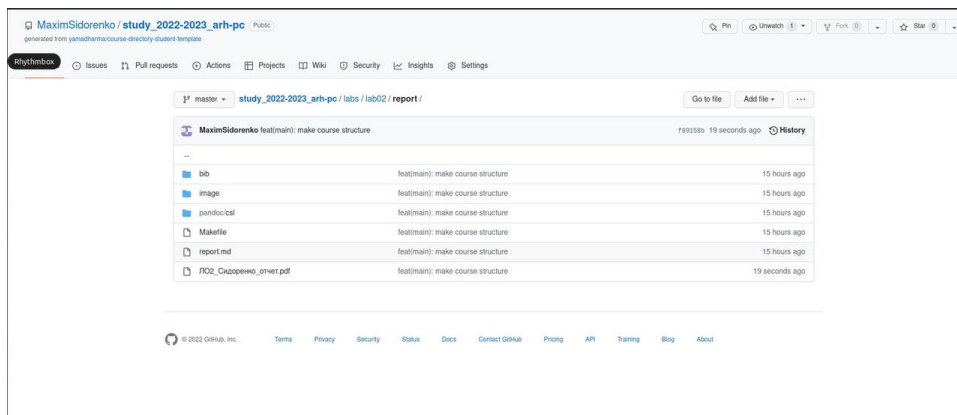 MaximSidorenko / study_2022-2023_arh-pc Public
Pin Unwatch 1 Fork 0 Star 0
generated from yamadharma/course-directory-student-template
Rhythmbox Issues Pull requests Actions Projects Wiki Security Insights Settings
master study_2022-2023_arh-pc / labs / lab02 / report / Go to file Add file ...
MaximSidorenko feat(main): make course structure f89158b 19 seconds ago History
..
bib feat(main): make course structure 15 hours ago
image feat(main): make course structure 15 hours ago
pandoc/csl feat(main): make course structure 15 hours ago
Makefile feat(main): make course structure 15 hours ago
report.md feat(main): make course structure 15 hours ago
ЛО2_Сидоренко_отчет.pdf feat(main): make course structure 19 seconds ago
© 2022 GitHub, Inc. Terms Privacy Security Status Docs Contact GitHub Pricing API Training Blog About